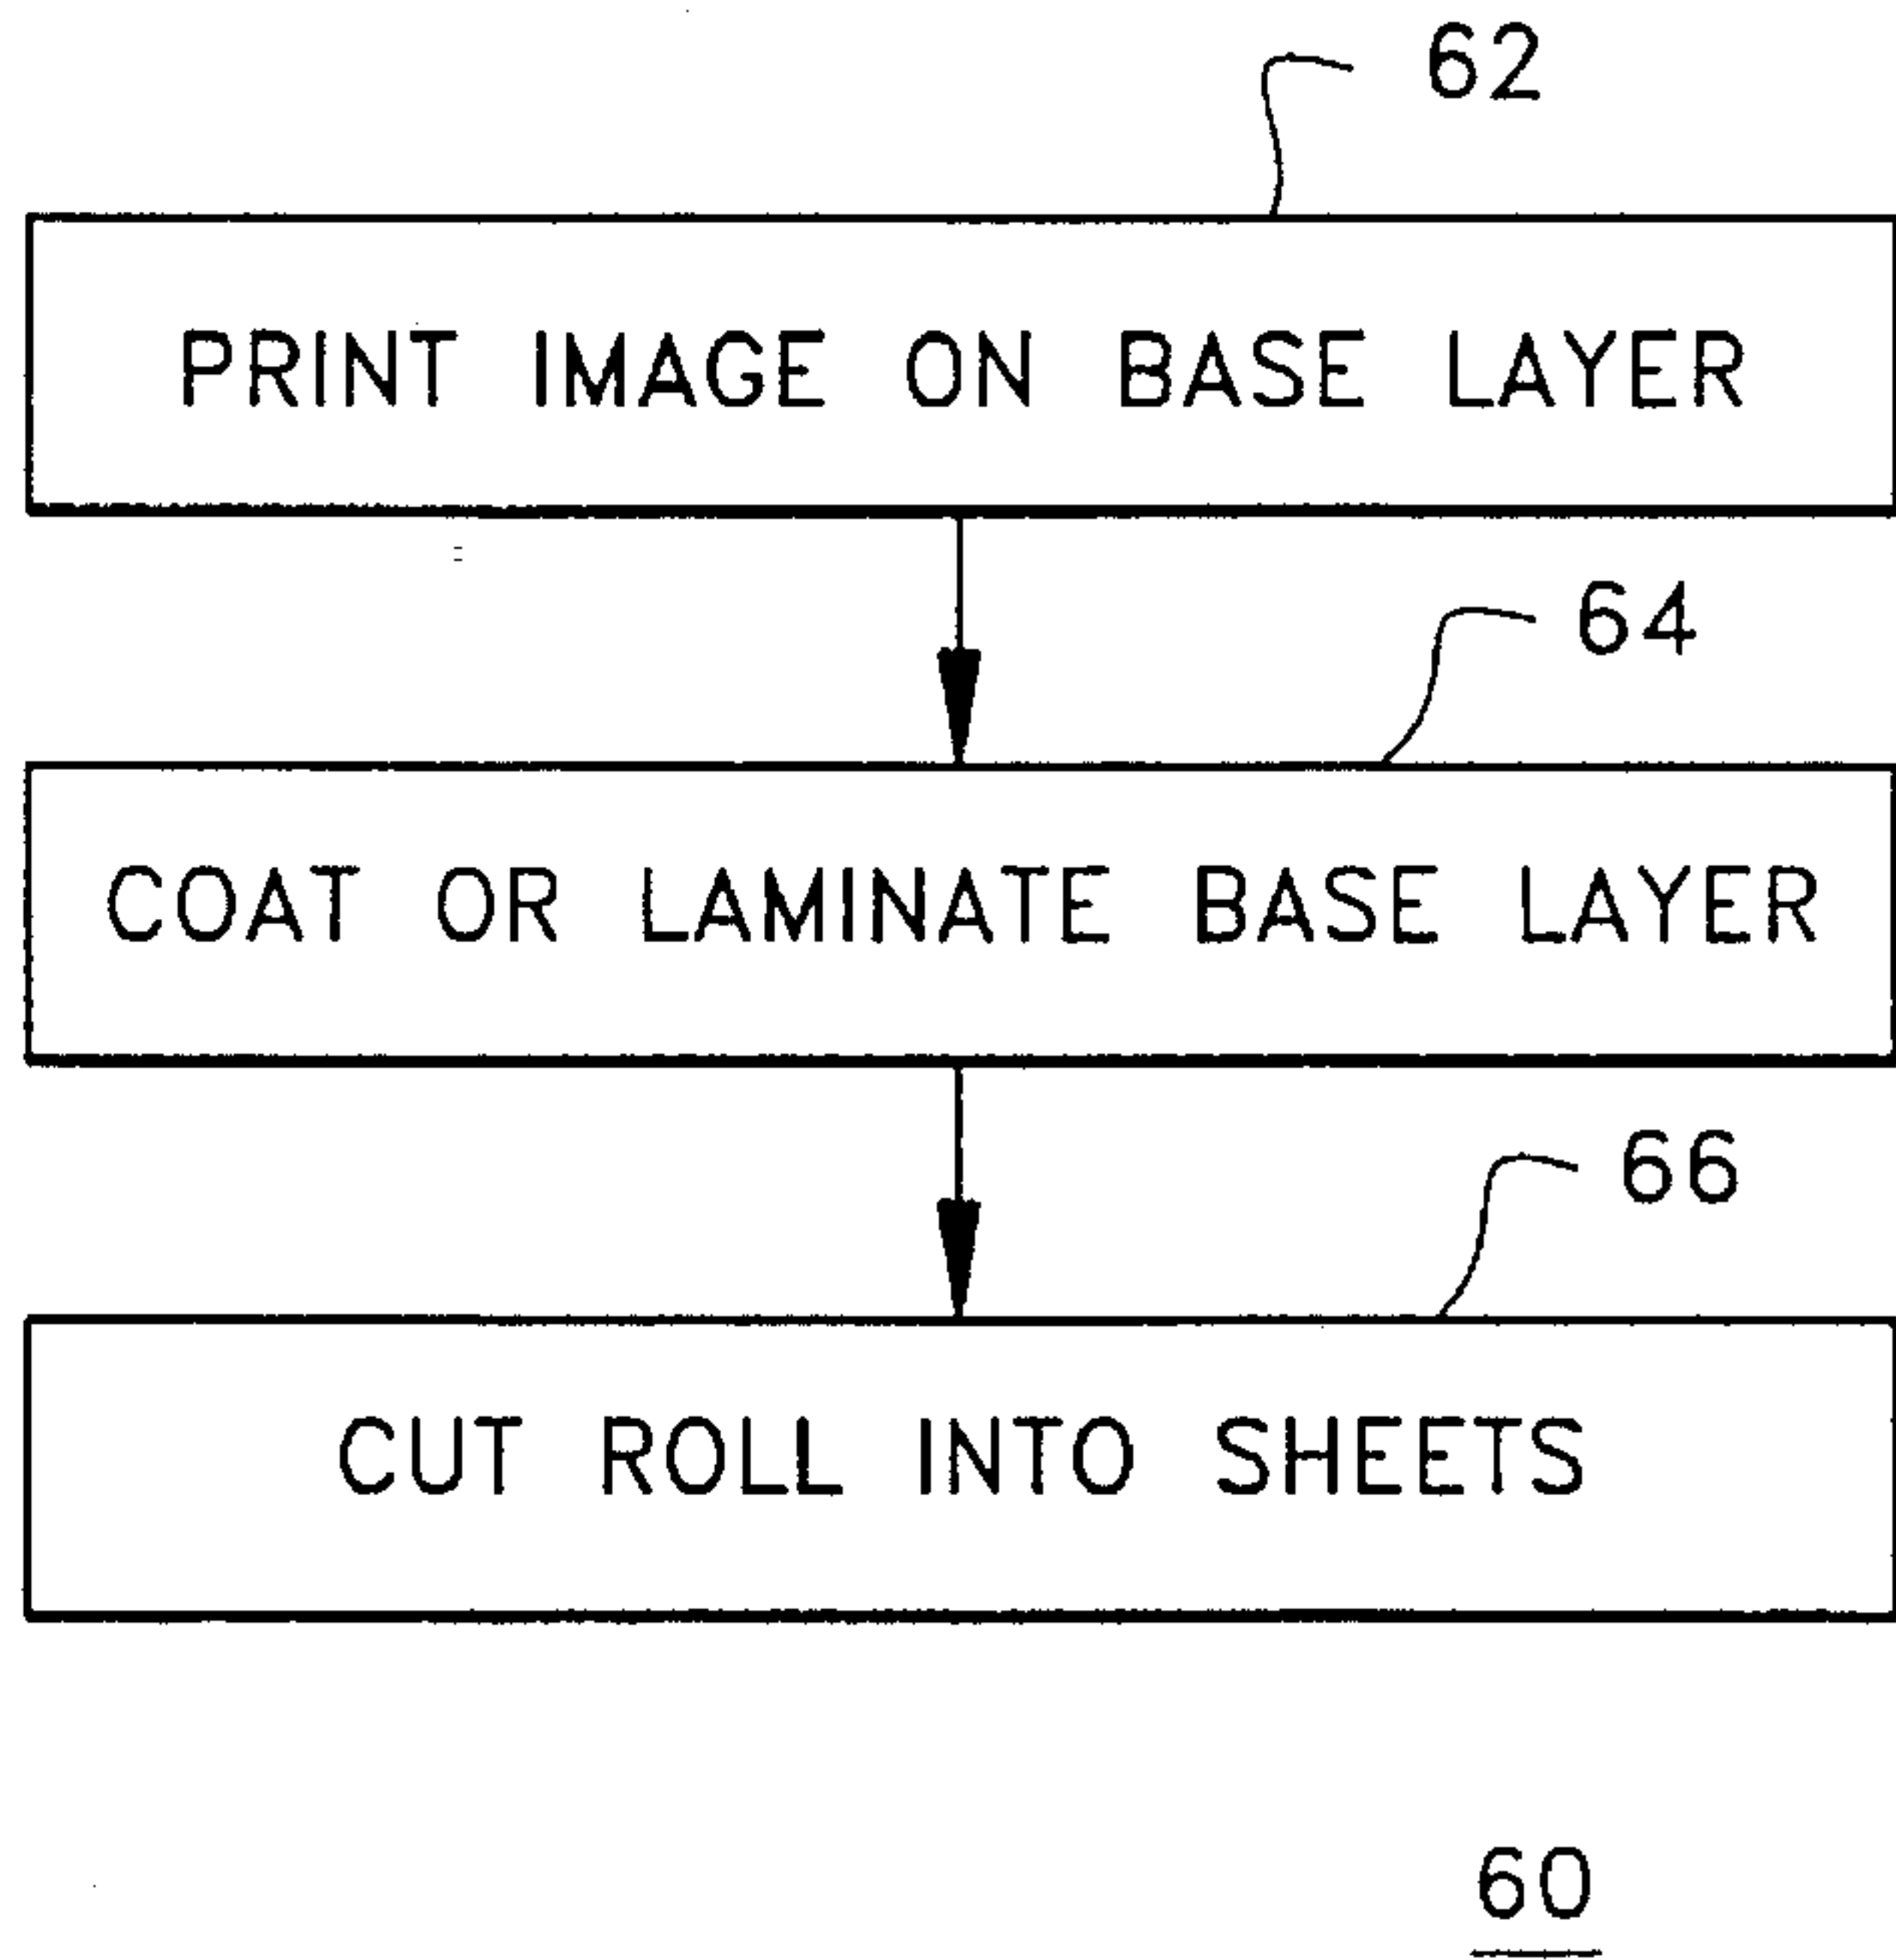 62
PRINT IMAGE ON BASE LAYER
64
COAT OR LAMINATE BASE LAYER
66
CUT ROLL INTO SHEETS
60